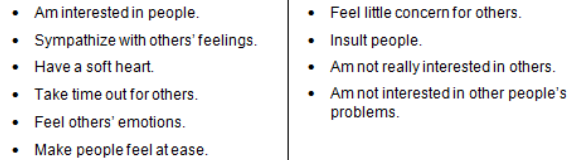 • Am interested in people.
• Sympathize with others' feelings.
• Have a soft heart.
• Take time out for others.
• Feel others' emotions.
• Make people feel at ease.
• Feel little concern for others.
• Insult people.
• Am not really interested in others.
• Am not interested in other people's
problems.